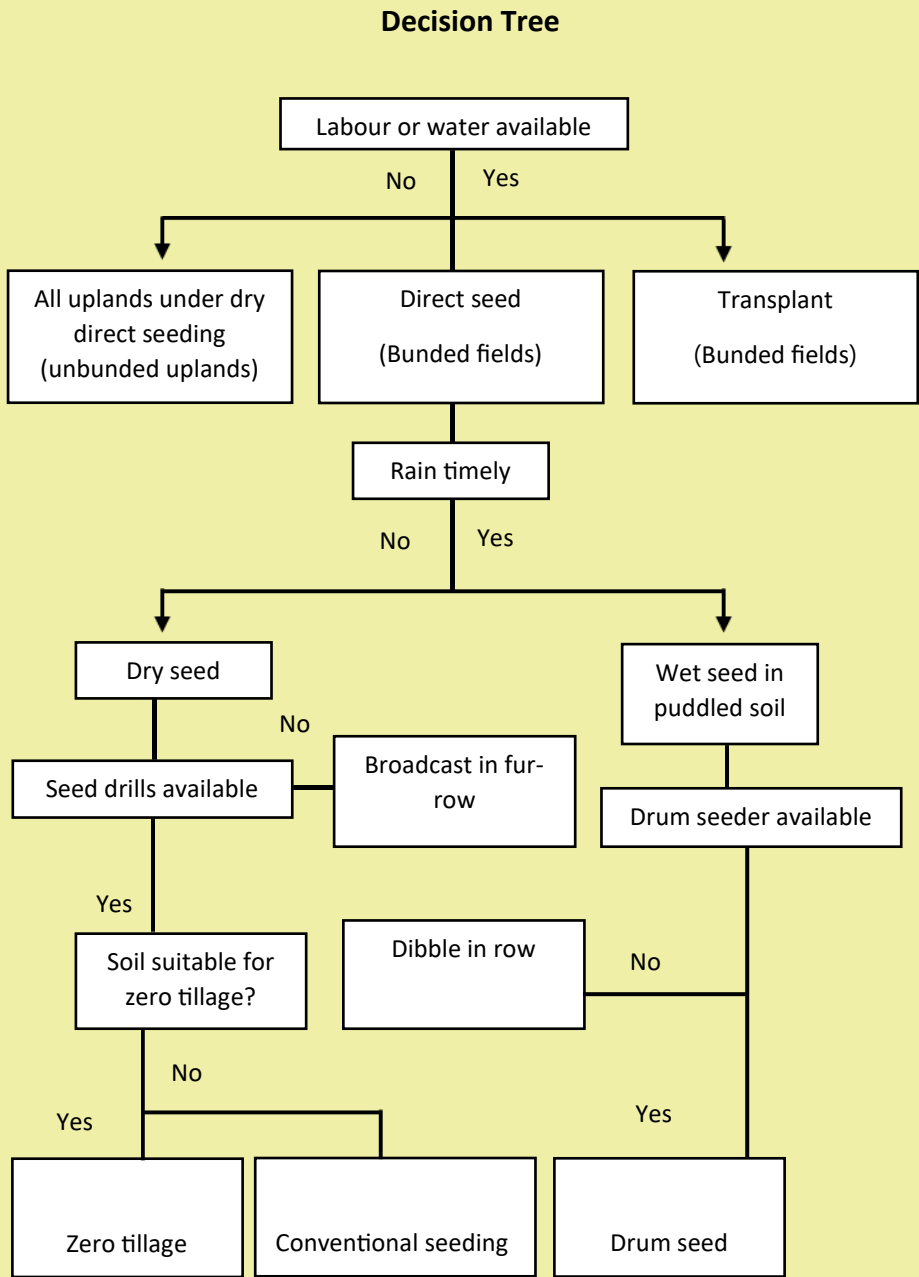 Decision Tree
Labour or water available
No
Yes
All uplands under dry
direct seeding
(unbunded uplands)
Direct seed
(Bunded fields)
Transplant
(Bunded fields)
Rain timely
No
Yes
Dry seed
Wet seed in
puddled soil
No
Seed drills available
Broadcast in fur-
row
Drum seeder available
Yes
Soil suitable for
zero tillage?
Dibble in row
No
No
Yes
Yes
Zero tillage
Conventional seeding
Drum seed